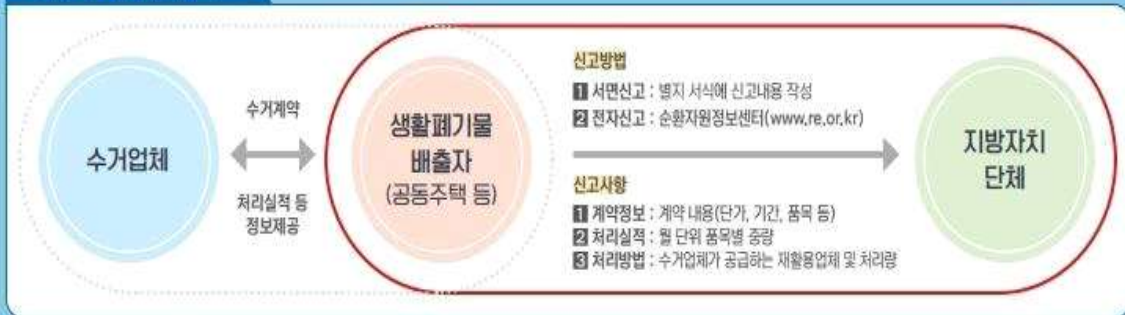 수거업체
수거계약
처리실적 등
정보제공
생활폐기물
배출자
(공동주택 등)
신고방법
1 서면신고 : 별지 서식에 신고내용 작성
2 전자신고 : 순환자원정보센터(www.re.or.kr)
신고사항
1 계약정보 : 계약 내용(단가, 기간, 품목 등)
2 처리실적 : 월 단위 품목별 중량
3 처리방법 : 수거업체가 공급하는 재활용업체 및 처리량
지방자치
단체